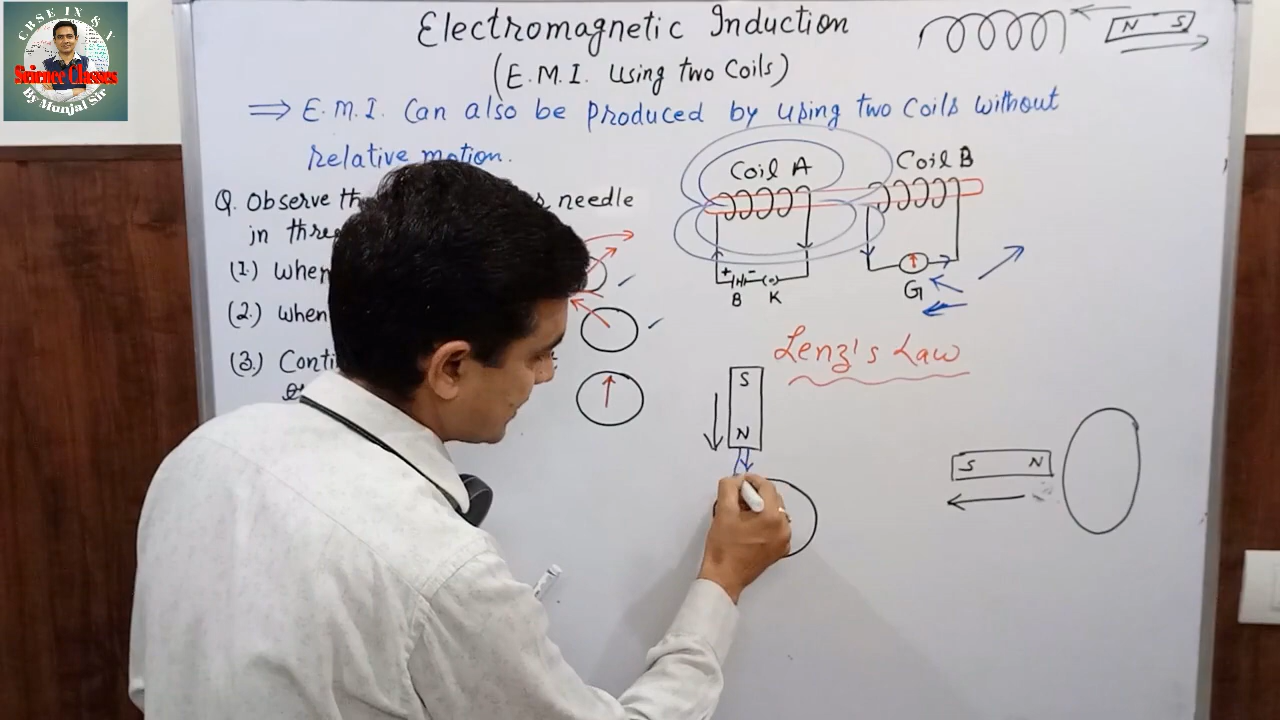 CBSE IX & X
Science Classes
By Munjal Sir
Electromagnetic Induction
(E.M.I. Using Two Coils)
N S
⇒ E.M.I. Can also be produced by using two Coils without
relative motion.
Coil A
Coil B
Q. Observe th needle
in thre
(1.) When
(2.) When
(3.) Conti
+ -
B K
G
Lenz's Law
S
N
S N